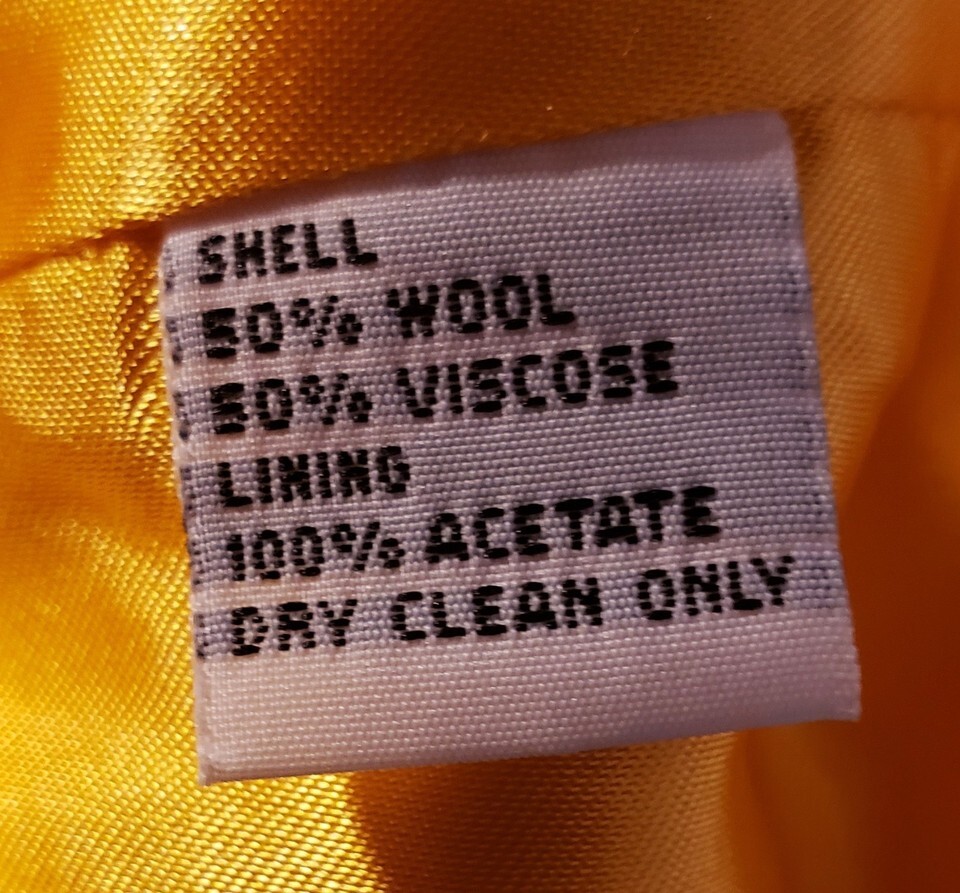 SHELL
50% WOOL
50% VISCOSE
LINING
100% ACETATE
DRY CLEAN ONLY